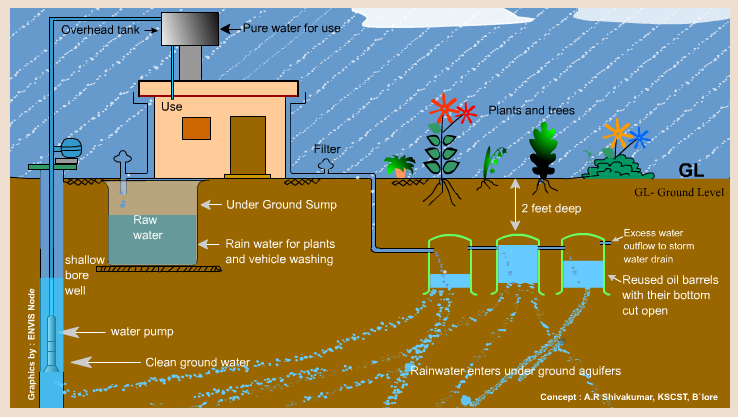 Overhead tank
Pure water for use
Use
Plants and trees
Filter
GL
GL- Ground Level
Under Ground Sump
2 feet deep
Raw
water
Excess water
outflow to storm
water drain
Rain water for plants
and vehicle washing
shallow
bore
well
Reused oil barrels
with their bottom
cut open
water pump
Clean ground water
Rainwater enters under ground aguifers
Graphics by : ENVIS Node
Concept : A.R Shivakumar, KSCST, B`lore